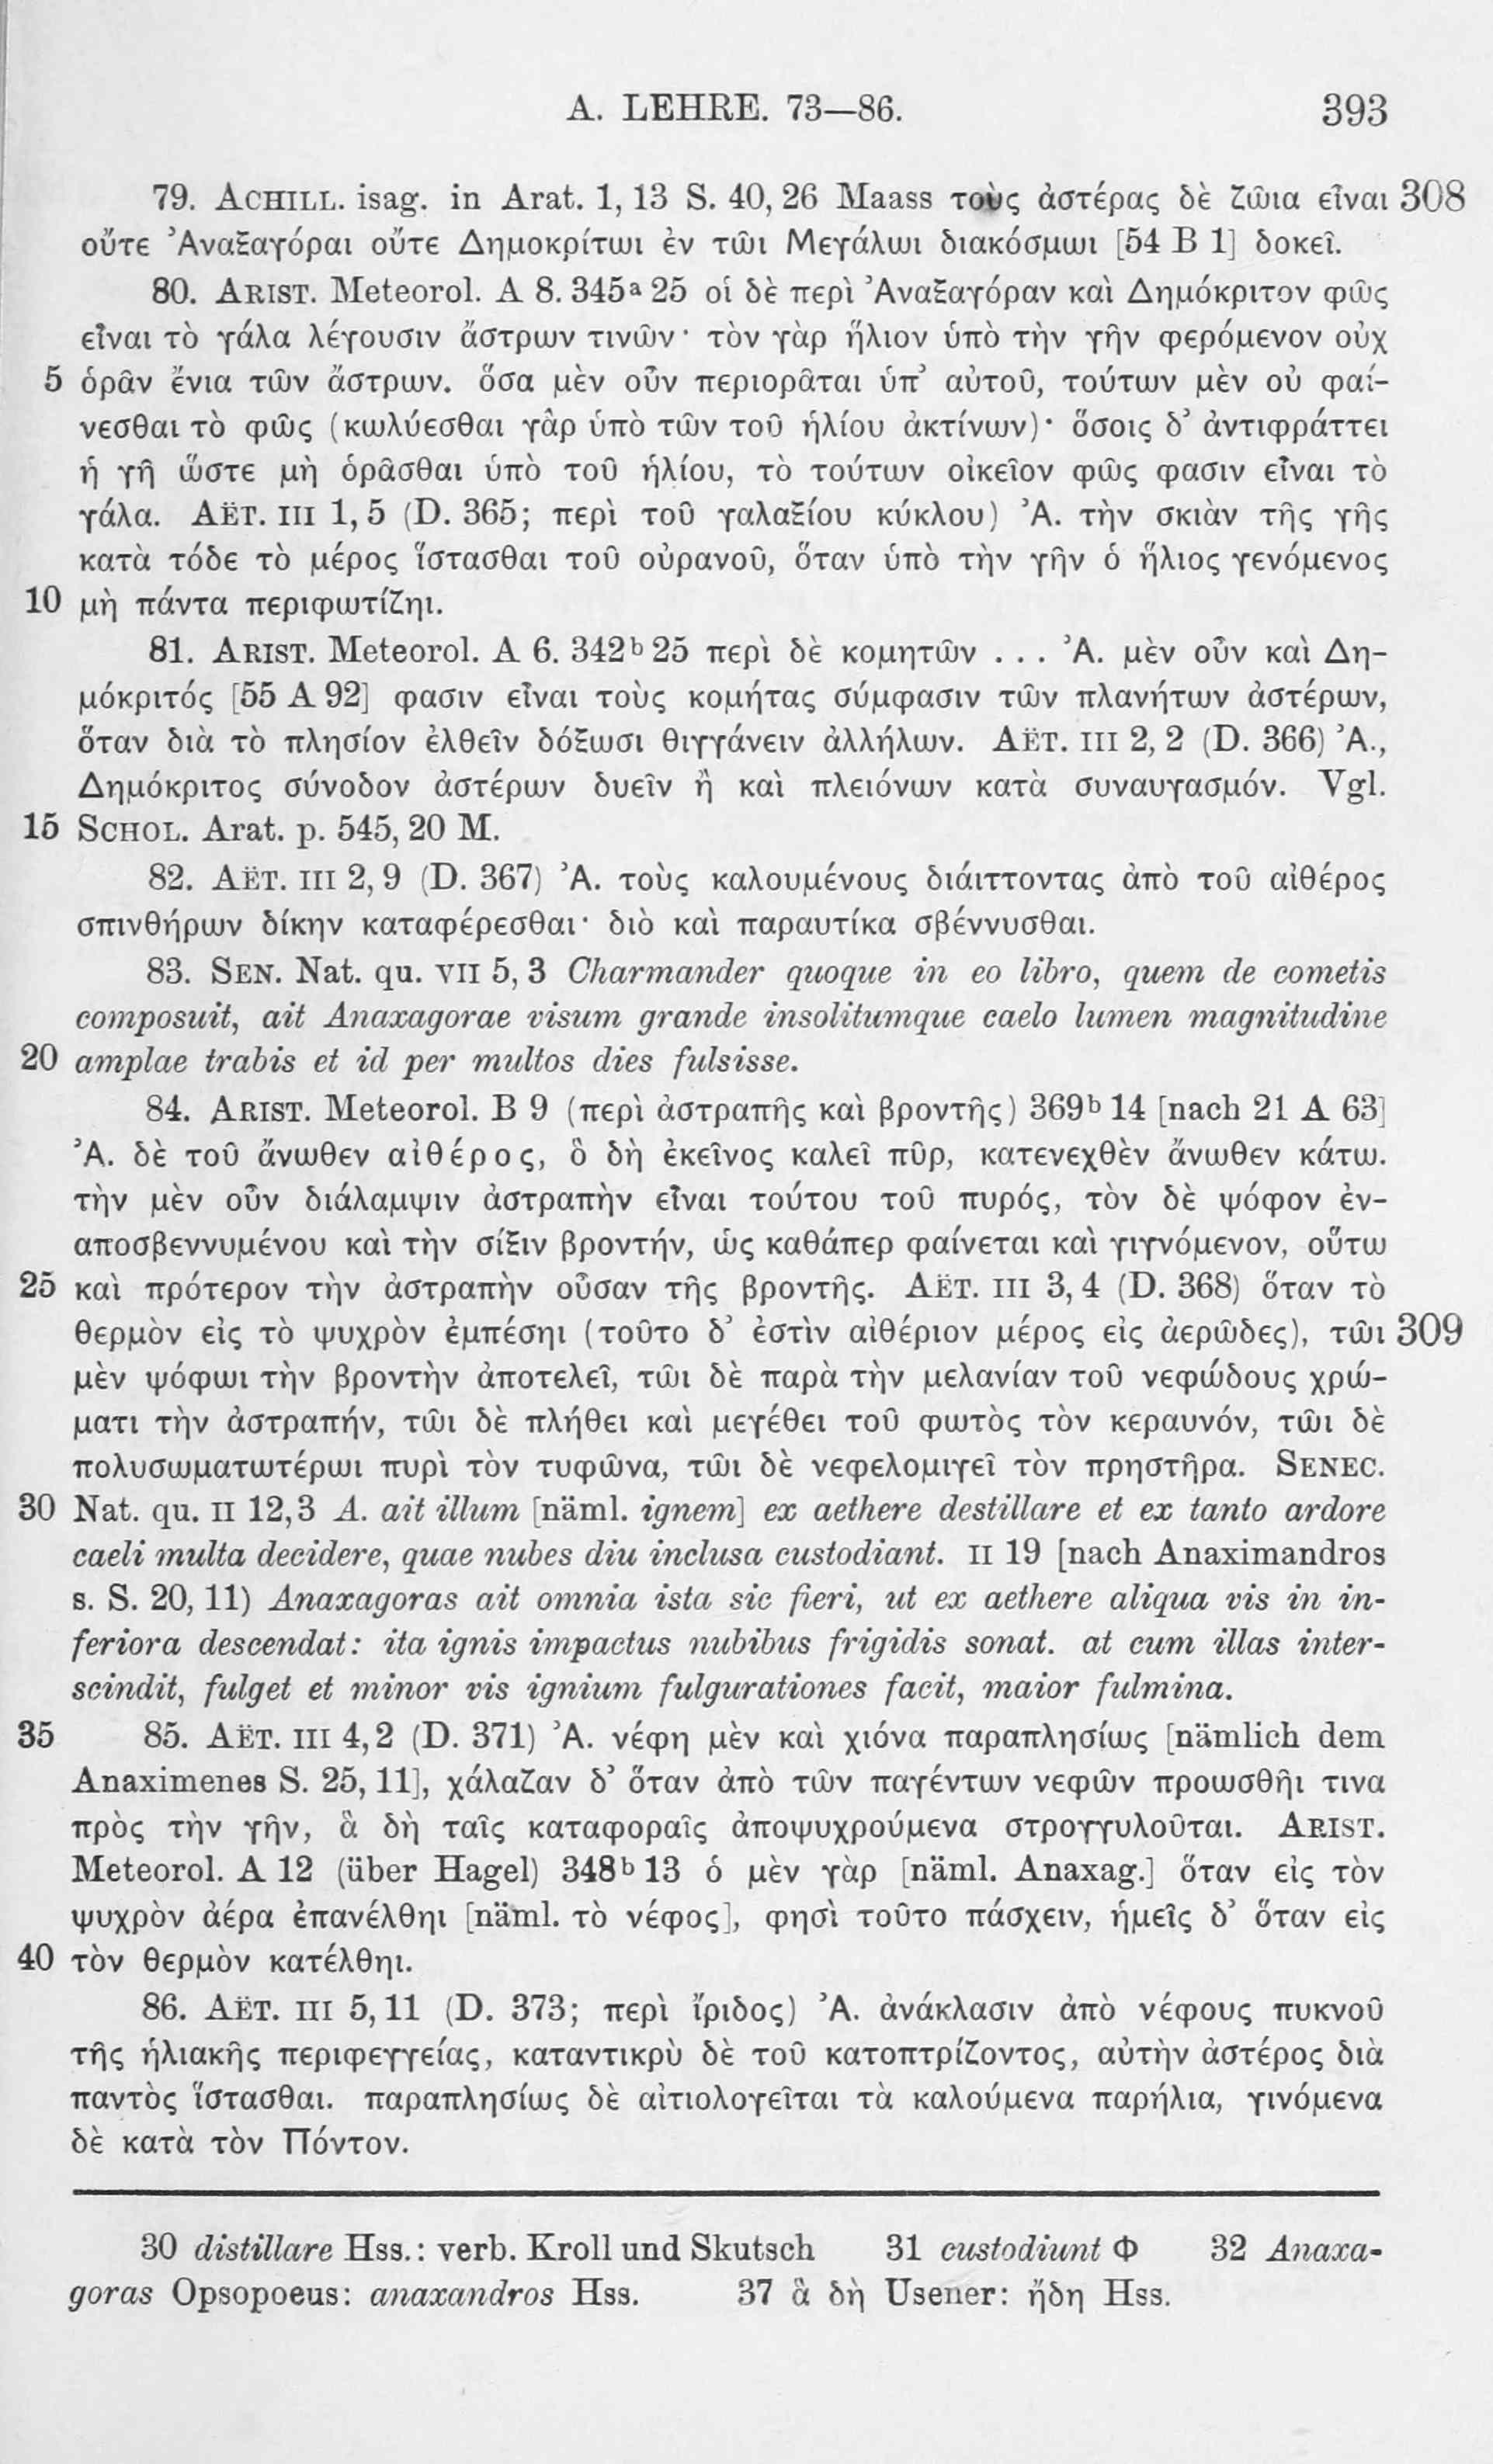 A. LEHRE. 73—86. 393
79. ACHILL. isag. in Arat. 1, 13 S. 40, 26 Maass τοὺς ἀστέρας δὲ ζῶια εἶναι 308
οὔτε Ἀναξαγόραι οὔτε Δημοκρίτωι ἐν τῶι Μεγάλωι διακόσμωι [54 B 1] δοκεῖ.
80. ARIST. Meteorol. A 8. 345ᵃ 25 οἱ δὲ περὶ Ἀναξαγόραν καὶ Δημόκριτον φῶς
εἶναι τὸ γάλα λέγουσιν ἄστρων τινῶν· τὸν γὰρ ἥλιον ὑπὸ τὴν γῆν φερόμενον οὐχ
5 ὁρᾶν ἔνια τῶν ἄστρων. ὅσα μὲν οὖν περιορᾶται ὑπ’ αὐτοῦ, τούτων μὲν οὐ φαί-
νεσθαι τὸ φῶς (κωλύεσθαι γὰρ ὑπὸ τῶν τοῦ ἡλίου ἀκτίνων)· ὅσοις δ’ ἀντιφράττει
ἡ γῆ ὥστε μὴ ὁρᾶσθαι ὑπὸ τοῦ ἡλίου, τὸ τούτων οἰκεῖον φῶς φασιν εἶναι τὸ
γάλα. AËT. III 1, 5 (D. 365; περὶ τοῦ γαλαξίου κύκλου) Ἀ. τὴν σκιὰν τῆς γῆς
κατὰ τόδε τὸ μέρος ἵστασθαι τοῦ οὐρανοῦ, ὅταν ὑπὸ τὴν γῆν ὁ ἥλιος γενόμενος
10 μὴ πάντα περιφωτίζηι.
81. ARIST. Meteorol. A 6. 342ᵇ 25 περὶ δὲ κομητῶν . . . Ἀ. μὲν οὖν καὶ Δη-
μόκριτός [55 A 92] φασιν εἶναι τοὺς κομήτας σύμφασιν τῶν πλανήτων ἀστέρων,
ὅταν διὰ τὸ πλησίον ἐλθεῖν δόξωσι θιγγάνειν ἀλλήλων. AËT. III 2, 2 (D. 366) Ἀ.,
Δημόκριτος σύνοδον ἀστέρων δυεῖν ἢ καὶ πλειόνων κατὰ συναυγασμόν. Vgl.
15 SCHOL. Arat. p. 545, 20 M.
82. AËT. III 2, 9 (D. 367) Ἀ. τοὺς καλουμένους διάιττοντας ἀπὸ τοῦ αἰθέρος
σπινθήρων δίκην καταφέρεσθαι· διὸ καὶ παραυτίκα σβέννυσθαι.
83. SEN. Nat. qu. VII 5, 3 Charmander quoque in eo libro, quem de cometis
composuit, ait Anaxagorae visum grande insolitumque caelo lumen magnitudine
20 amplae trabis et id per multos dies fulsisse.
84. ARIST. Meteorol. B 9 (περὶ ἀστραπῆς καὶ βροντῆς) 369ᵇ 14 [nach 21 A 63]
Ἀ. δὲ τοῦ ἄνωθεν αἰθέρος, ὃ δὴ ἐκεῖνος καλεῖ πῦρ, κατενεχθὲν ἄνωθεν κάτω.
τὴν μὲν οὖν διάλαμψιν ἀστραπὴν εἶναι τούτου τοῦ πυρός, τὸν δὲ ψόφον ἐν-
αποσβεννυμένου καὶ τὴν σίξιν βροντήν, ὡς καθάπερ φαίνεται καὶ γιγνόμενον, οὕτω
25 καὶ πρότερον τὴν ἀστραπὴν οὖσαν τῆς βροντῆς. AËT. III 3, 4 (D. 368) ὅταν τὸ
θερμὸν εἰς τὸ ψυχρὸν ἐμπέσηι (τοῦτο δ’ ἐστὶν αἰθέριον μέρος εἰς ἀερῶδες), τῶι 309
μὲν ψόφωι τὴν βροντὴν ἀποτελεῖ, τῶι δὲ παρὰ τὴν μελανίαν τοῦ νεφώδους χρώ-
ματι τὴν ἀστραπήν, τῶι δὲ πλήθει καὶ μεγέθει τοῦ φωτὸς τὸν κεραυνόν, τῶι δὲ
πολυσωματωτέρωι πυρὶ τὸν τυφῶνα, τῶι δὲ νεφελομιγεῖ τὸν πρηστῆρα. SENEC.
30 Nat. qu. II 12, 3 A. ait illum [näml. ignem] ex aethere destillare et ex tanto ardore
caeli multa decidere, quae nubes diu inclusa custodiant. II 19 [nach Anaximandros
s. S. 20, 11) Anaxagoras ait omnia ista sic fieri, ut ex aethere aliqua vis in in-
feriora descendat: ita ignis impactus nubibus frigidis sonat. at cum illas inter-
scindit, fulget et minor vis ignium fulgurationes facit, maior fulmina.
35 85. AËT. III 4, 2 (D. 371) Ἀ. νέφη μὲν καὶ χιόνα παραπλησίως [nämlich dem
Anaximenes S. 25, 11], χάλαζαν δ’ ὅταν ἀπὸ τῶν παγέντων νεφῶν προωσθῆι τινα
πρὸς τὴν γῆν, ἃ δὴ ταῖς καταφοραῖς ἀποψυχρούμενα στρογγυλοῦται. ARIST.
Meteorol. A 12 (über Hagel) 348ᵇ 13 ὁ μὲν γὰρ [näml. Anaxag.] ὅταν εἰς τὸν
ψυχρὸν ἀέρα ἐπανέλθηι [näml. τὸ νέφος], φησὶ τοῦτο πάσχειν, ἡμεῖς δ’ ὅταν εἰς
40 τὸν θερμὸν κατέλθηι.
86. AËT. III 5, 11 (D. 373; περὶ ἴριδος) Ἀ. ἀνάκλασιν ἀπὸ νέφους πυκνοῦ
τῆς ἡλιακῆς περιφεγγείας, καταντικρὺ δὲ τοῦ κατοπτρίζοντος, αὐτὴν ἀστέρος διὰ
παντὸς ἵστασθαι. παραπλησίως δὲ αἰτιολογεῖται τὰ καλούμενα παρήλια, γινόμενα
δὲ κατὰ τὸν Πόντον.
30 distillare Hss.: verb. Kroll und Skutsch 31 custodiunt Φ 32 Anaxa-
goras Opsopoeus: anaxandros Hss. 37 ἃ δὴ Usener: ἤδη Hss.